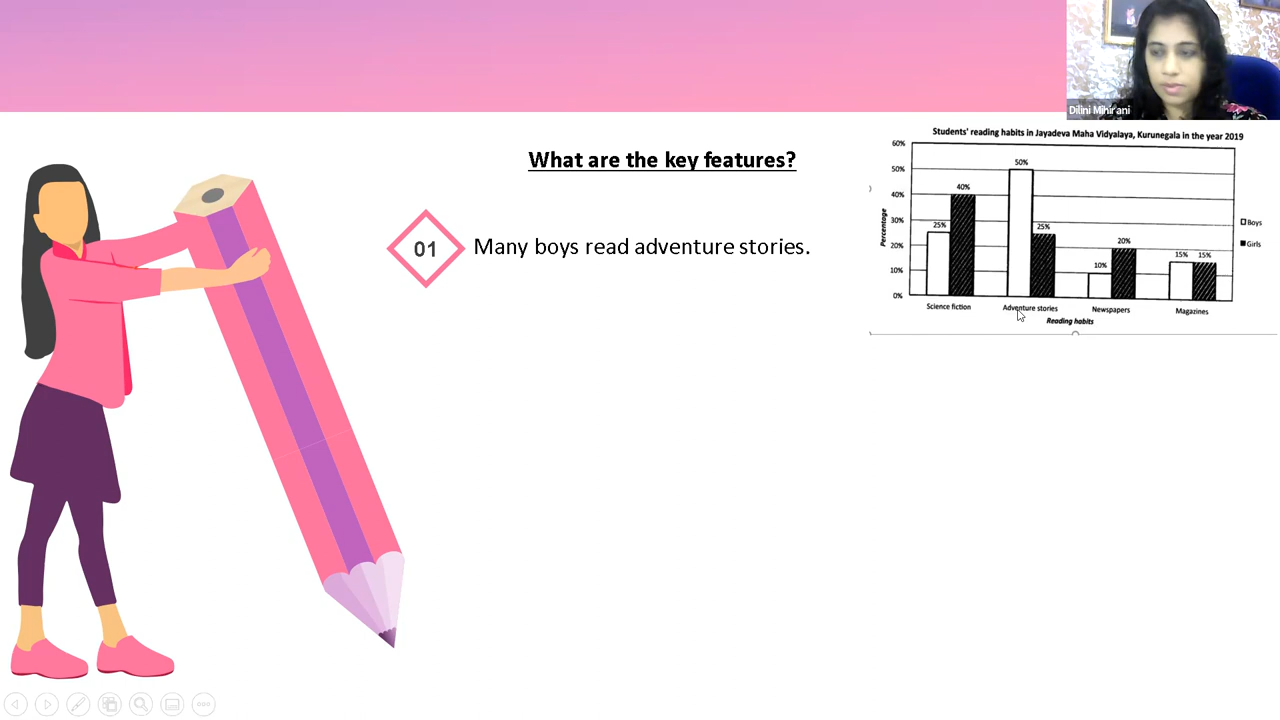 Dilini Mihirani
What are the key features?
01 Many boys read adventure stories.
Students' reading habits in Jayadeva Maha Vidyalaya, Kurunegala in the year 2019
60%
50%
40%
30%
20%
10%
0%
Percentage
25% 40%
50% 25%
10% 20%
15% 15%
Boys
Girls
Science fiction Adventure stories Newspapers Magazines
Reading habits